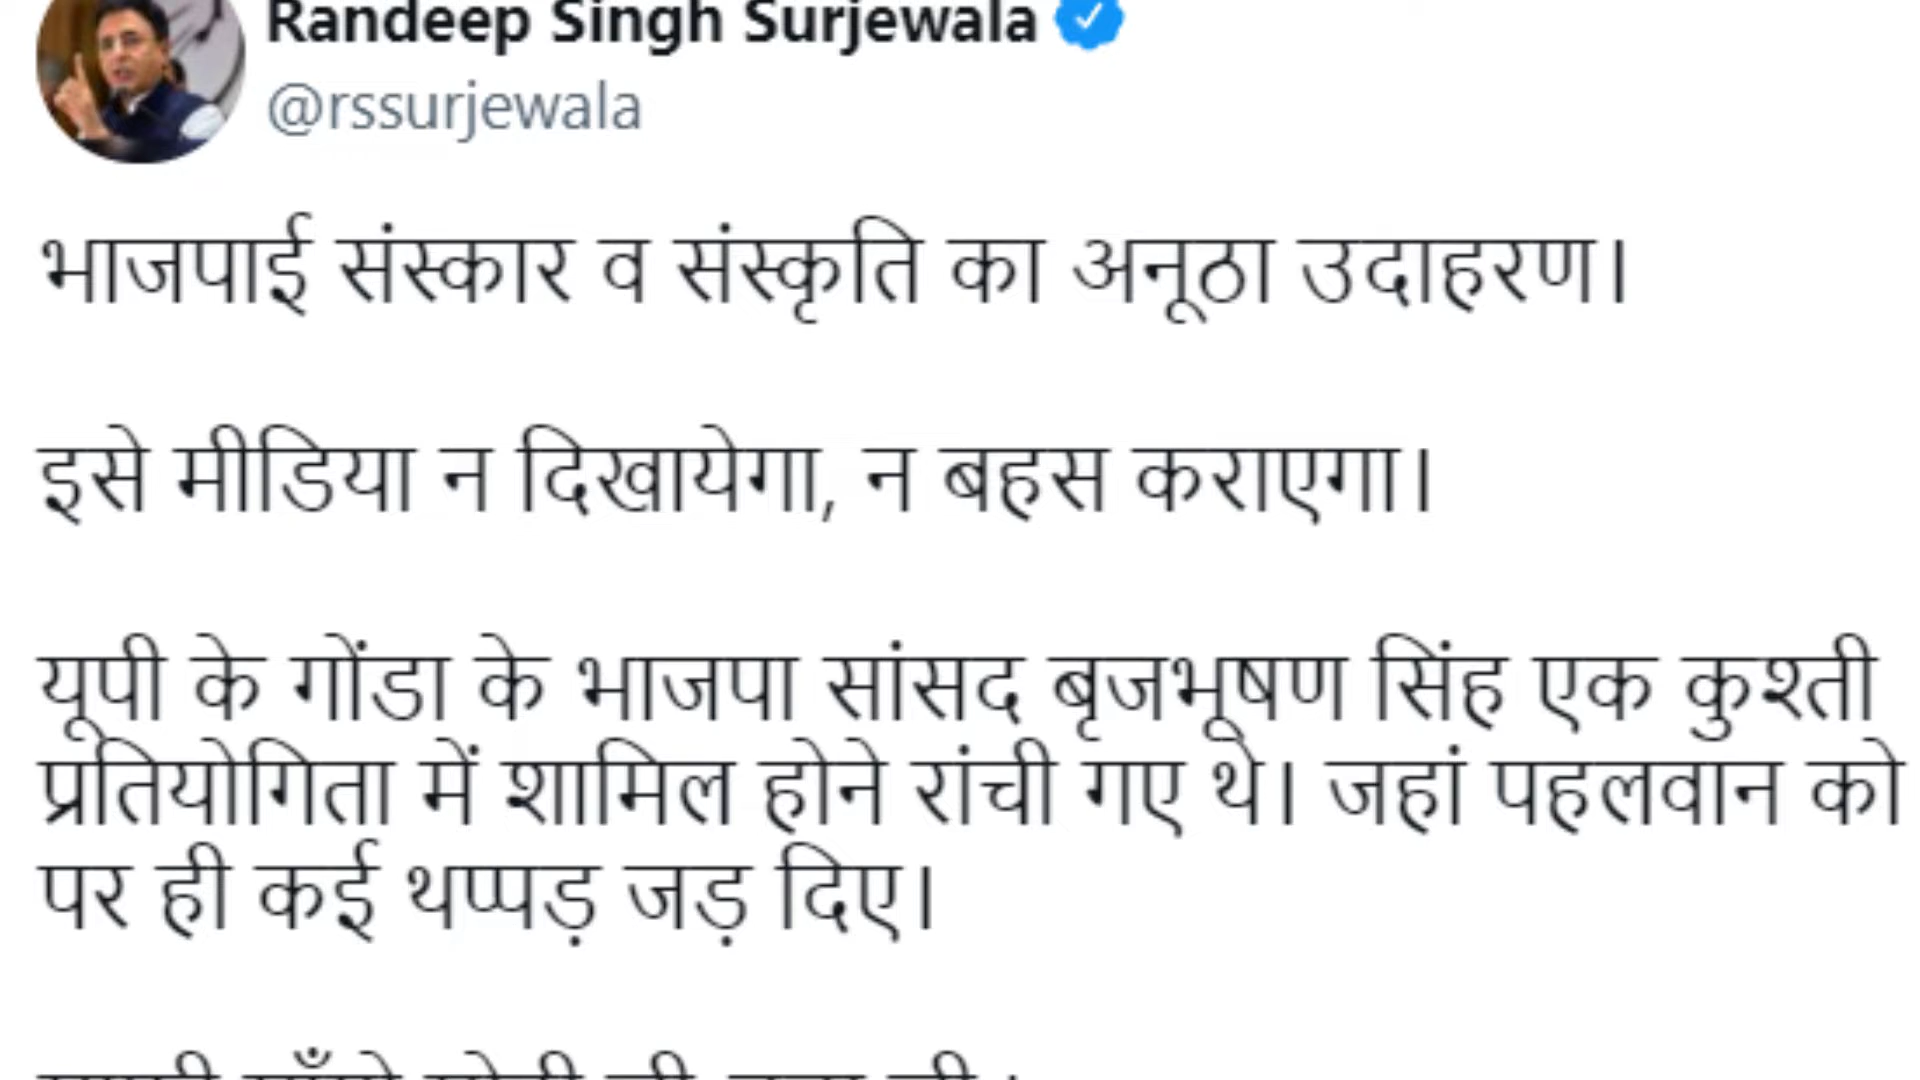 Randeep Singh Surjewala
@rssurjewala
भाजपाई संस्कार व संस्कृति का अनूठा उदाहरण।
इसे मीडिया न दिखायेगा, न बहस कराएगा।
यूपी के गोंडा के भाजपा सांसद बृजभूषण सिंह एक कुश्ती
प्रतियोगिता में शामिल होने रांची गए थे। जहां पहलवान को
पर ही कई थप्पड़ जड़ दिए।